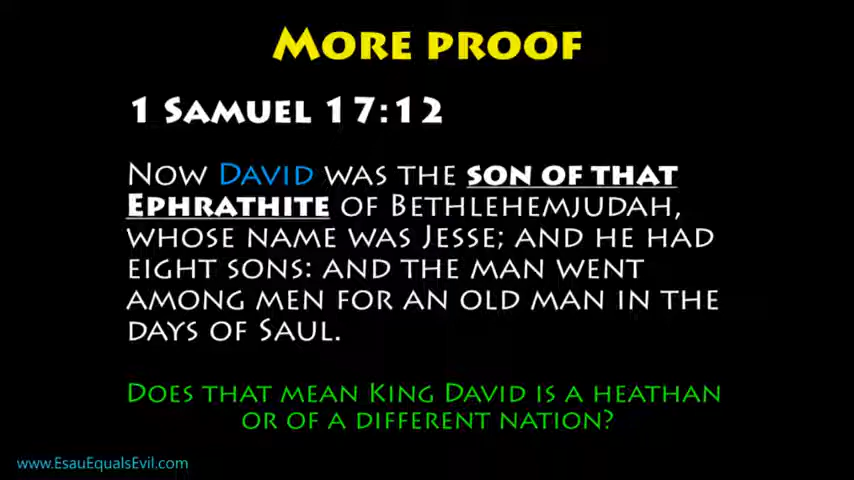 More proof
1 Samuel 17:12
Now David was the son of that
Ephrathite of Bethlehemjudah,
whose name was Jesse; and he had
eight sons: and the man went
among men for an old man in the
days of Saul.
Does that mean King David is a heathan
or of a different nation?
www.EsauEqualsEvil.com